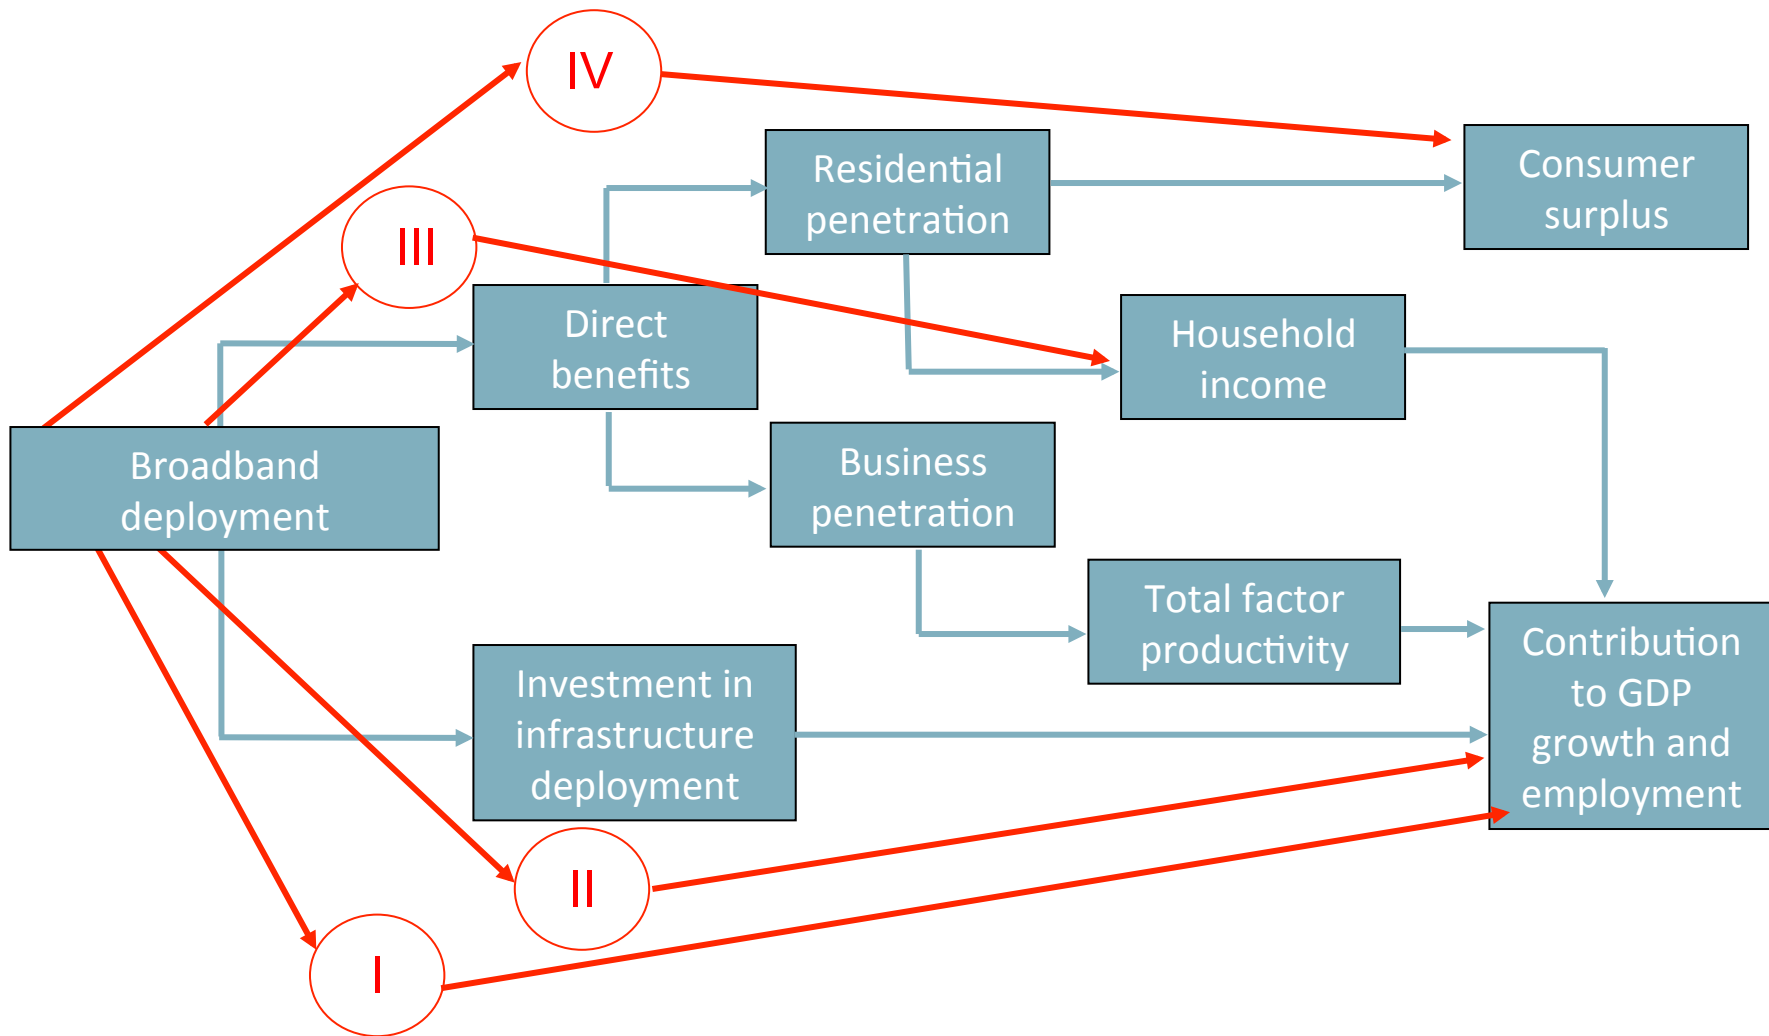 IV
Residential
penetration
Consumer
surplus
III
Direct
benefits
Household
income
Broadband
deployment
Business
penetration
Total factor
productivity
Investment in
infrastructure
deployment
Contribution
to GDP
growth and
employment
II
I